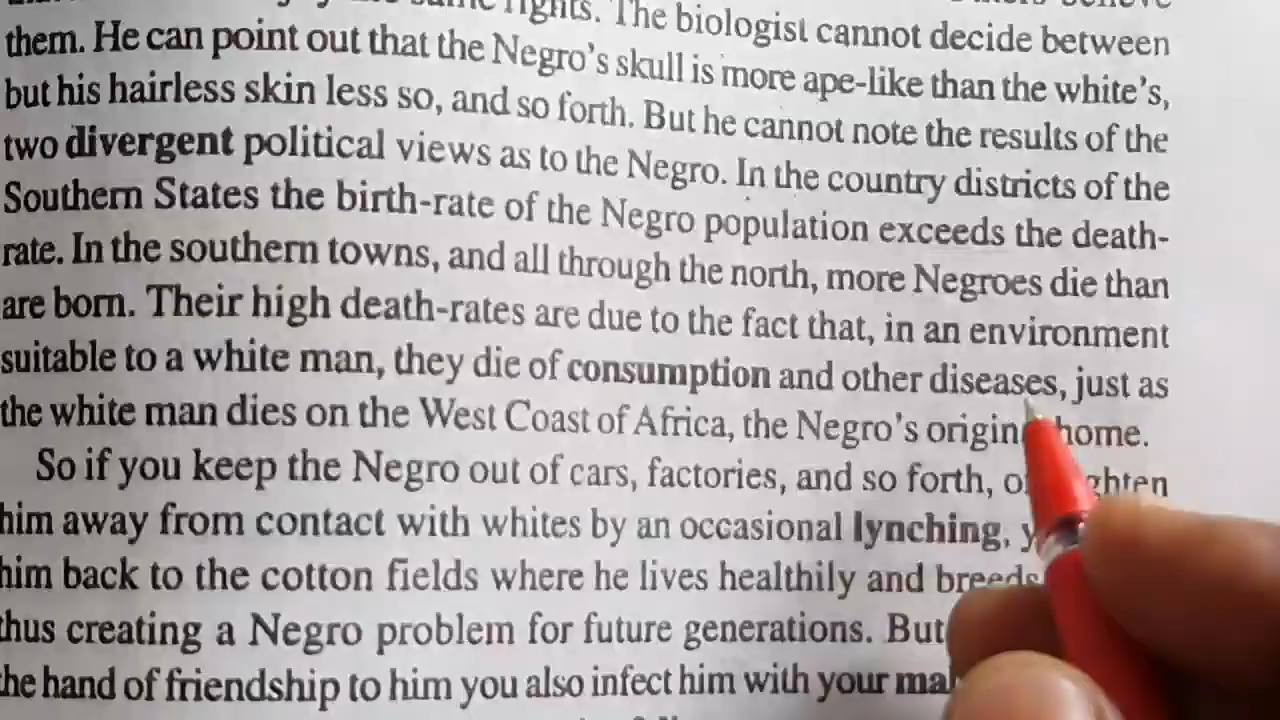 same rights. The biologist cannot decide between
them. He can point out that the Negro's skull is more ape-like than the white's,
but his hairless skin less so, and so forth. But he cannot note the results of the
two divergent political views as to the Negro. In the country districts of the
Southern States the birth-rate of the Negro population exceeds the death-
rate. In the southern towns, and all through the north, more Negroes die than
are born. Their high death-rates are due to the fact that, in an environment
suitable to a white man, they die of consumption and other diseases, just as
the white man dies on the West Coast of Africa, the Negro's home.
So if you keep the Negro out of cars, factories, and so forth,
him away from contact with whites by an occasional lynching,
him back to the cotton fields where he lives healthily and breeds
thus creating a Negro problem for future generations. But
the hand of friendship to him you also infect him with your